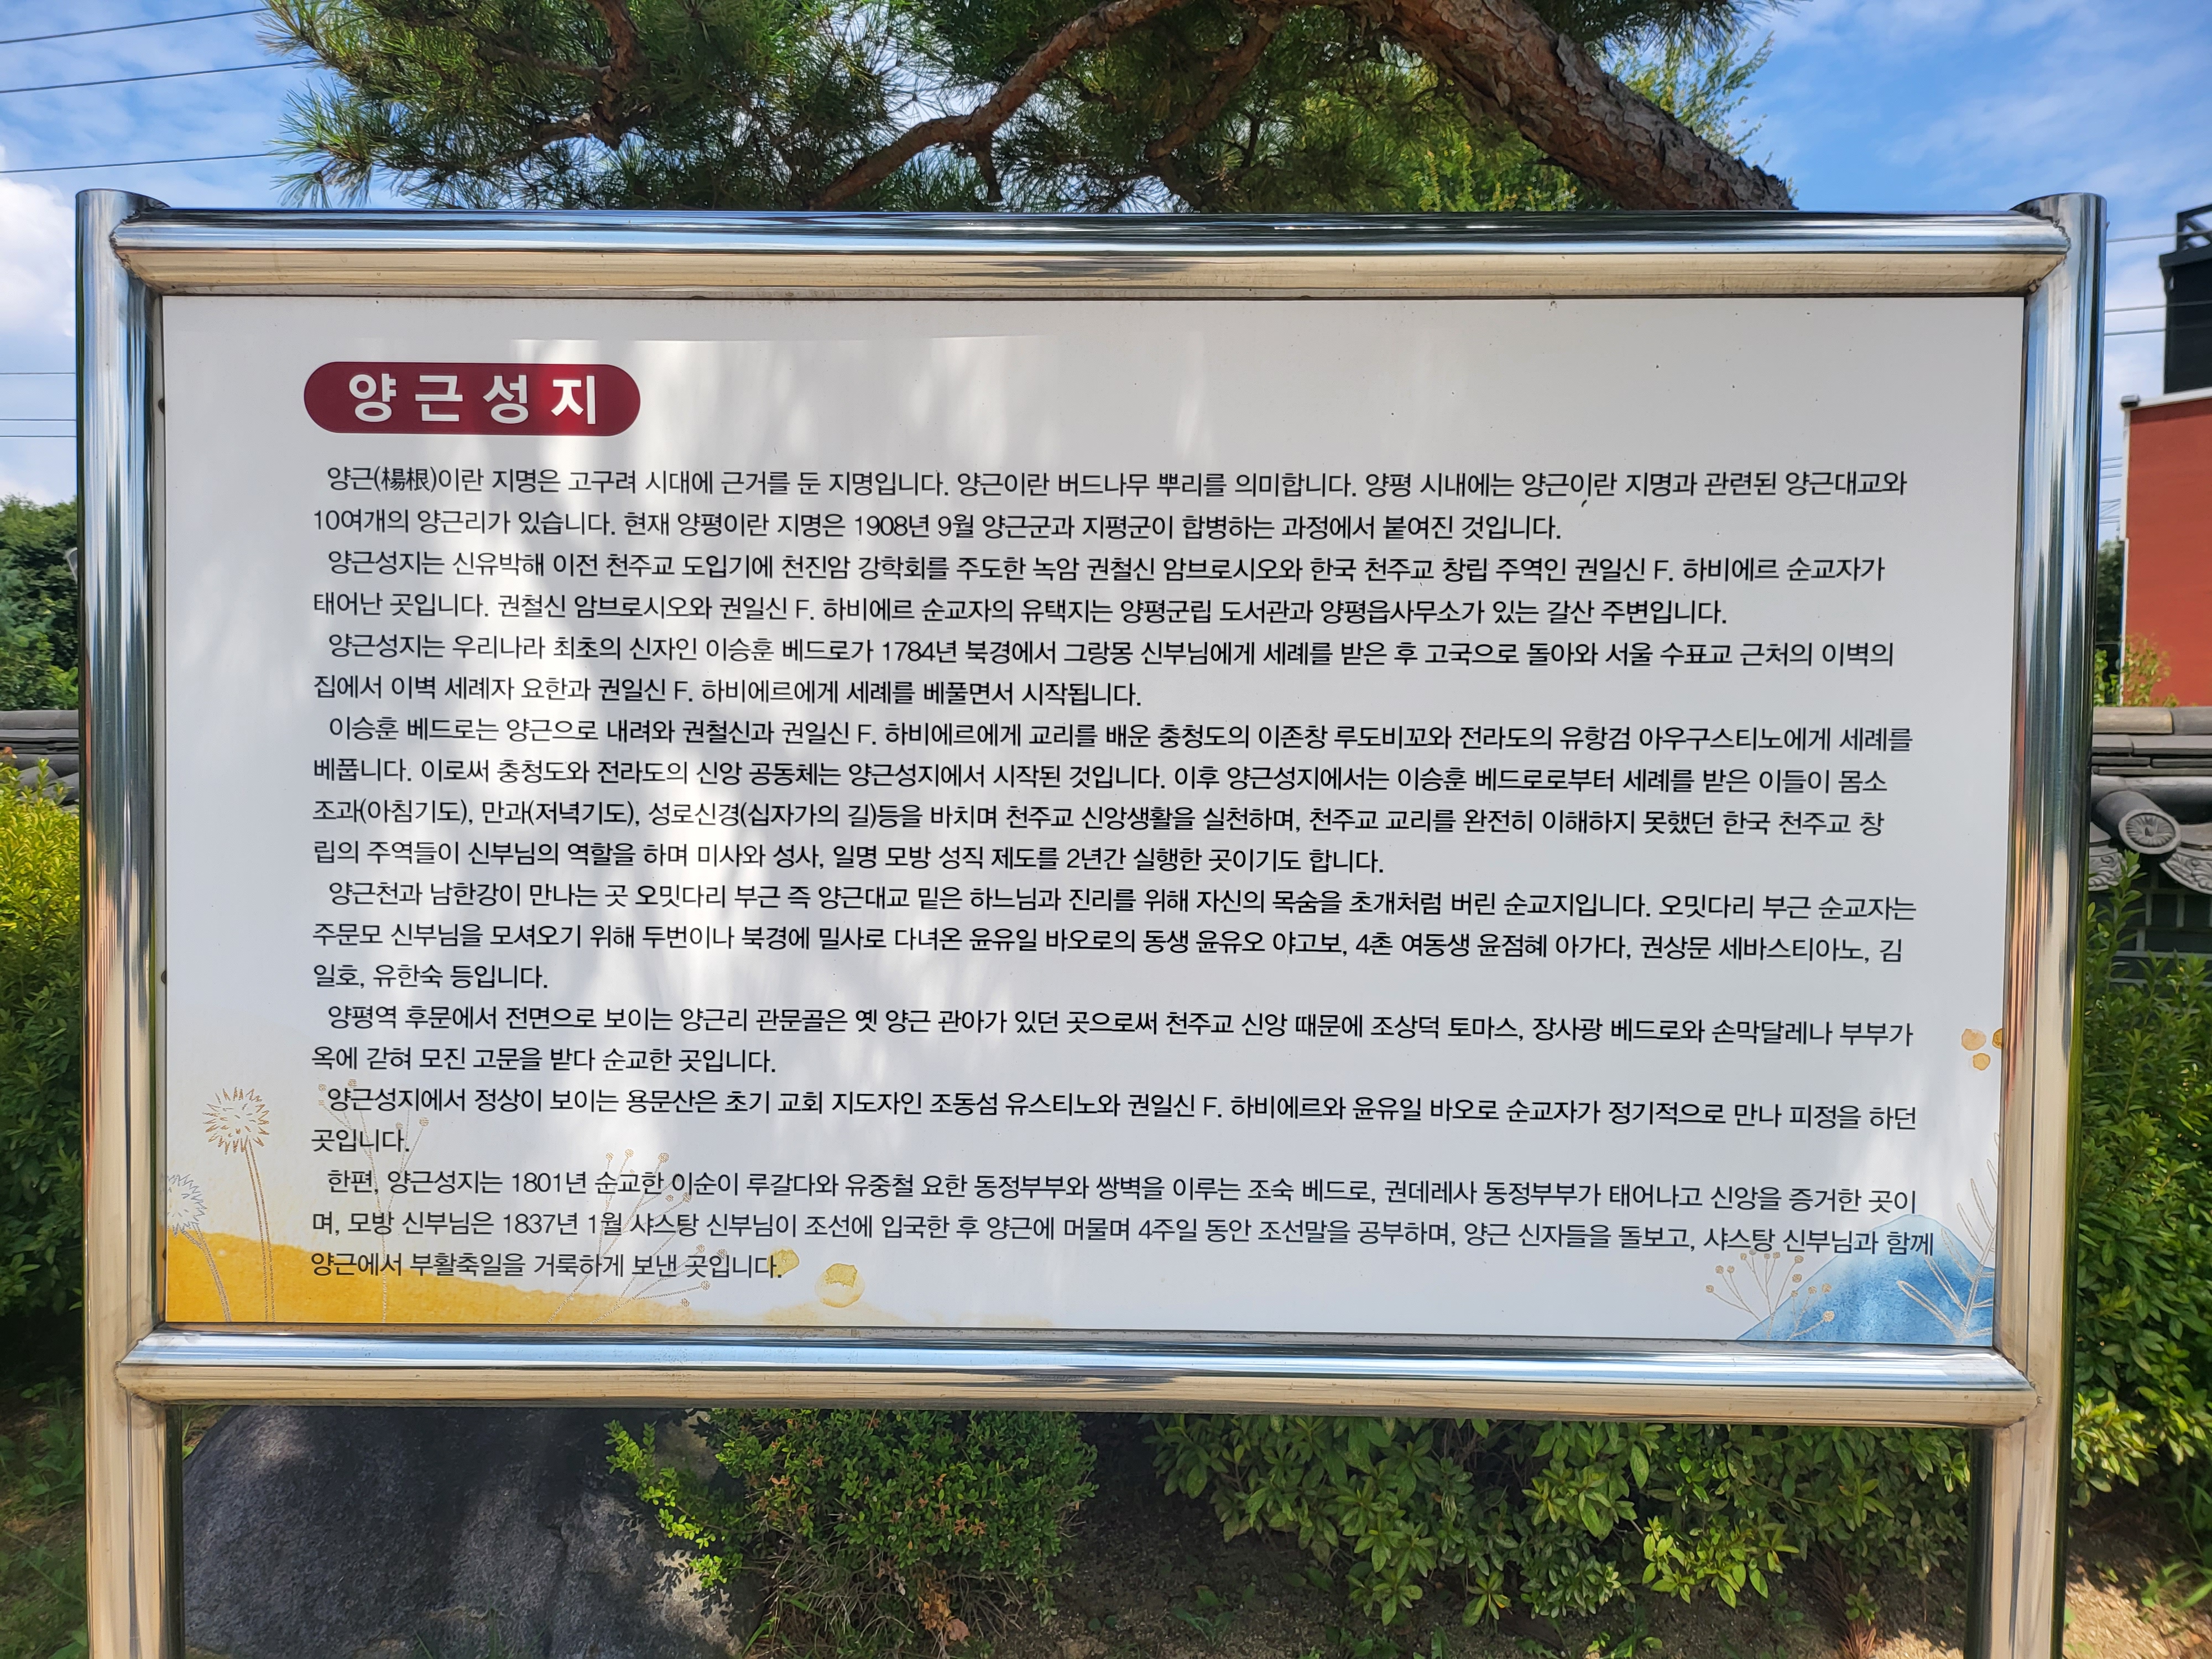 양근성지
양근(楊根)이란 지명은 고구려 시대에 근거를 둔 지명입니다. 양근이란 버드나무 뿌리를 의미합니다. 양평 시내에는 양근이란 지명과 관련된 양근대교와
10여개의 양근리가 있습니다. 현재 양평이란 지명은 1908년 9월 양근군과 지평군이 합병하는 과정에서 붙여진 것입니다.
양근성지는 신유박해 이전 천주교 도입기에 천진암 강학회를 주도한 녹암 권철신 암브로시오와 한국 천주교 창립 주역인 권일신 F. 하비에르 순교자가
태어난 곳입니다. 권철신 암브로시오와 권일신 F. 하비에르 순교자의 유택지는 양평군립 도서관과 양평읍사무소가 있는 갈산 주변입니다.
양근성지는 우리나라 최초의 신자인 이승훈 베드로가 1784년 북경에서 그랑몽 신부님에게 세례를 받은 후 고국으로 돌아와 서울 수표교 근처의 이벽의
집에서 이벽 세례자 요한과 권일신 F. 하비에르에게 세례를 베풀면서 시작됩니다.
이승훈 베드로는 양근으로 내려와 권철신과 권일신 F. 하비에르에게 교리를 배운 충청도의 이존창 루도비꼬와 전라도의 유항검 아우구스티노에게 세례를
베풉니다. 이로써 충청도와 전라도의 신앙 공동체는 양근성지에서 시작된 것입니다. 이후 양근성지에서는 이승훈 베드로로부터 세례를 받은 이들이 몸소
조과(아침기도), 만과(저녁기도), 성로신경(십자가의 길)등을 바치며 천주교 신앙생활을 실천하며, 천주교 교리를 완전히 이해하지 못했던 한국 천주교 창
립의 주역들이 신부님의 역할을 하며 미사와 성사, 일명 모방 성직 제도를 2년간 실행한 곳이기도 합니다.
양근천과 남한강이 만나는 곳 오밋다리 부근 즉 양근대교 밑은 하느님과 진리를 위해 자신의 목숨을 초개처럼 버린 순교지입니다. 오밋다리 부근 순교자는
주문모 신부님을 모셔오기 위해 두번이나 북경에 밀사로 다녀온 윤유일 바오로의 동생 윤유오 야고보, 4촌 여동생 윤점혜 아가다, 권상문 세바스티아노, 김
일호, 유한숙 등입니다.
양평역 후문에서 전면으로 보이는 양근리 관문골은 옛 양근 관아가 있던 곳으로써 천주교 신앙 때문에 조상덕 토마스, 장사광 베드로와 손막달레나 부부가
옥에 갇혀 모진 고문을 받다 순교한 곳입니다.
양근성지에서 정상이 보이는 용문산은 초기 교회 지도자인 조동섬 유스티노와 권일신 F. 하비에르와 윤유일 바오로 순교자가 정기적으로 만나 피정을 하던
곳입니다.
한편, 양근성지는 1801년 순교한 이순이 루갈다와 유중철 요한 동정부부와 쌍벽을 이루는 조숙 베드로, 권데레사 동정부부가 태어나고 신앙을 증거한 곳이
며, 모방 신부님은 1837년 1월 샤스탕 신부님이 조선에 입국한 후 양근에 머물며 4주일 동안 조선말을 공부하며, 양근 신자들을 돌보고, 샤스탕 신부님과 함께
양근에서 부활축일을 거룩하게 보낸 곳입니다.